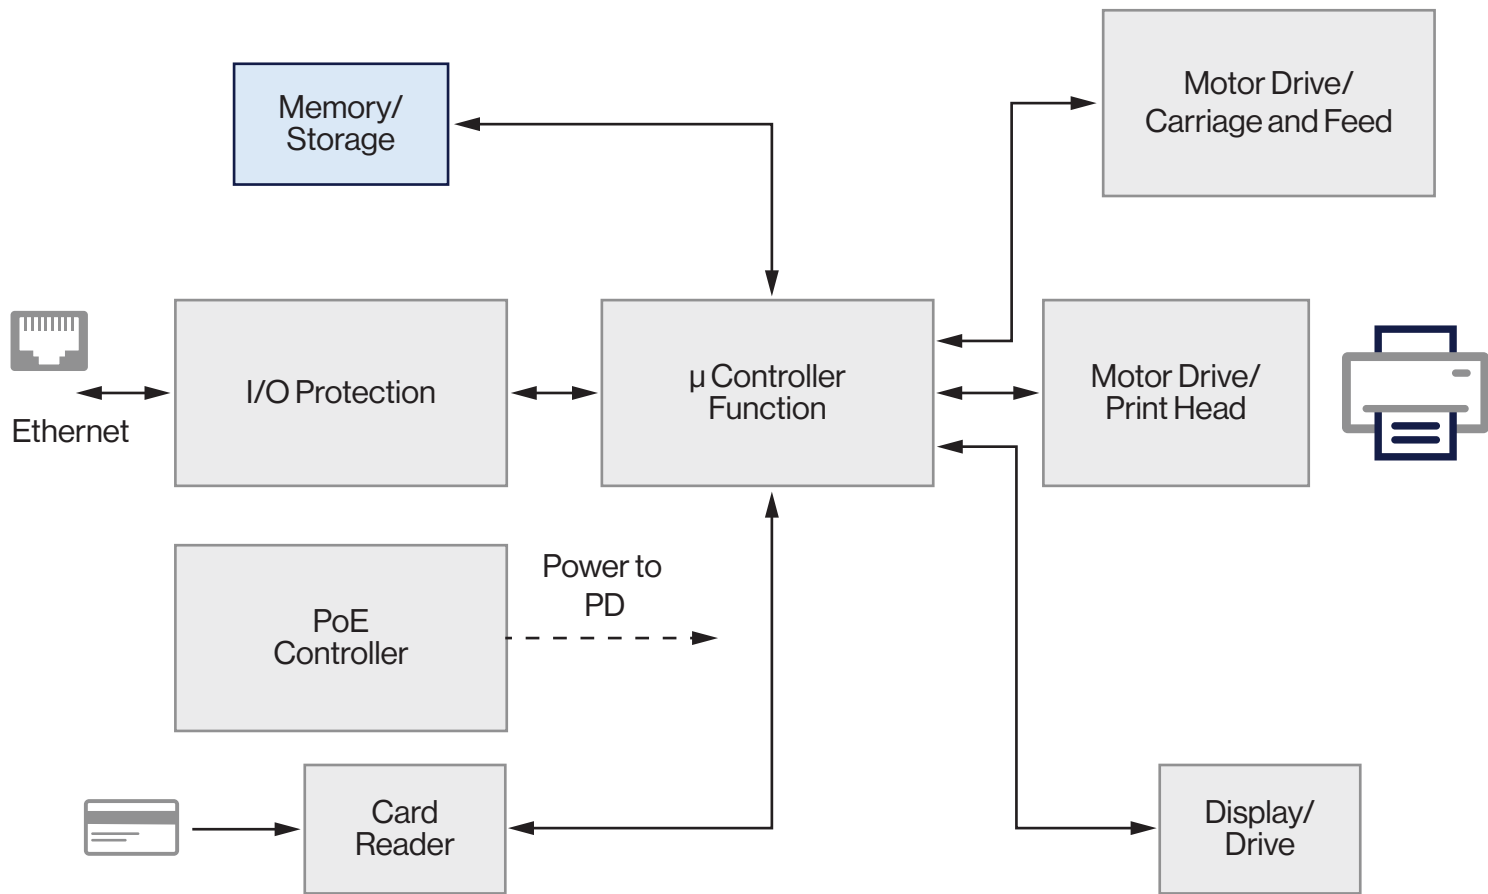 Memory/
Storage
Motor Drive/
Carriage and Feed
Ethernet
I/O Protection
µ Controller
Function
Motor Drive/
Print Head
PoE
Controller
Power to
PD
Card
Reader
Display/
Drive